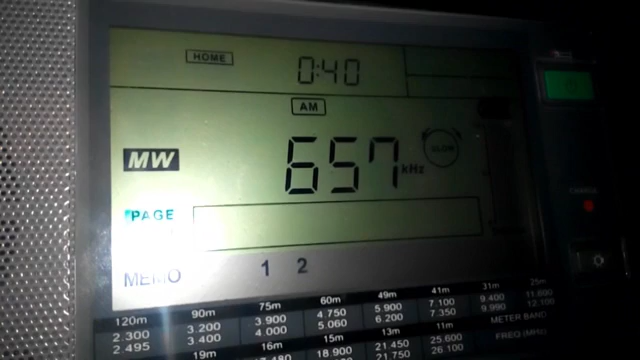 HOME 0:40
AM
MW 657 kHz
SLOW
PAGE
MEMO 1 2
CHARGE
120m 90m 75m 60m 49m 41m 31m 25m
2.300 3.200 3.900 4.750 5.900 7.100 9.400 11.600
2.495 3.400 4.000 5.060 6.200 7.350 9.990 12.100
METER BAND
19m 16m 15m 13m 11m
18.900 21.450 25.600
21.750 26.100
FREQ (MHz)